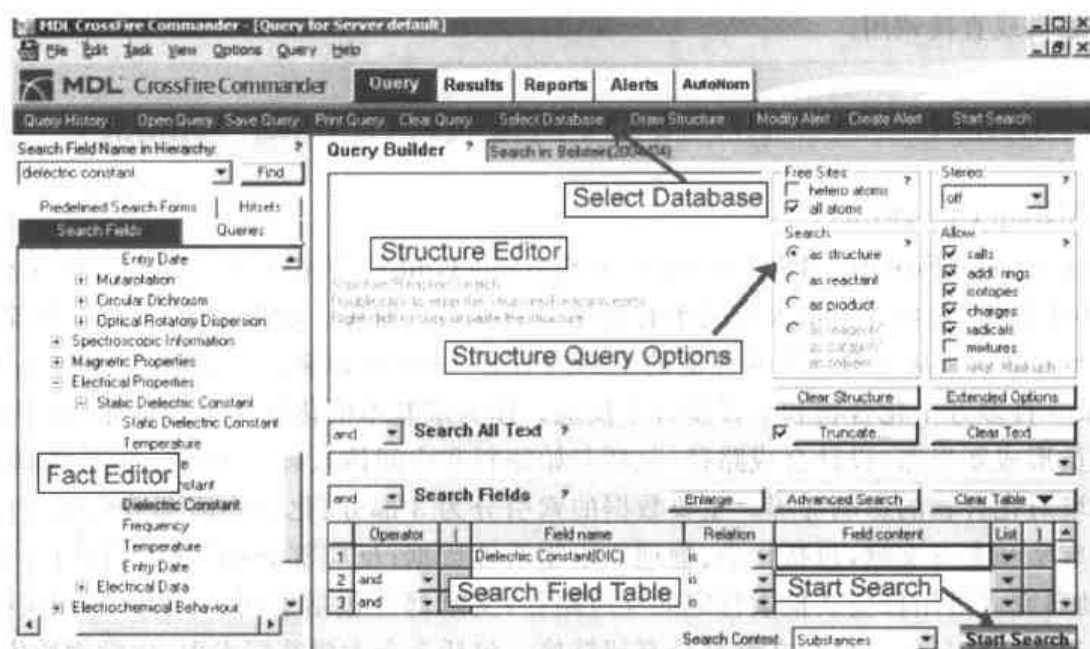 MDL CrossFire Commander - [Query for Server default]
File Edit Task View Options Query Help
MDL CrossFire Commander Query Results Reports Alerts AutoNom
Query History Open Query Save Query Print Query Clear Query Select Database Draw Structure Modify Alert Create Alert Start Search
Search Field Name in Hierarchy: ?
dielectric constant Find
Predefined Search Forms Hitsets
Search Fields Queries
Entry Date
Mutarotation
Circular Dichroism
Optical Rotatory Dispersion
Spectroscopic Information
Magnetic Properties
Electrical Properties
Static Dielectric Constant
Static Dielectric Constant
Temperature
Fact Editor
Dielectric Constant
Frequency
Temperature
Entry Date
Electrical Data
Electrochemical Behaviour
Query Builder ? Search in: Beilstein
Select Database
Structure Editor
Structure Query Options
Free Sites: ?
hetero atoms
all atoms
Stereo: ?
off
Search: ?
as structure
as reactant
as product
Allow: ?
salts
addl. rings
isotopes
charges
radicals
mixtures
Clear Structure... Extended Options
and Search All Text ? Truncate... Clear Text
and Search Fields ? Enlarge... Advanced Search Clear Table
Operator ( Field name Relation Field content List )
1 Dielectric Constant(DIC) is
2 and is
3 and is
Search Field Table
Start Search
Search Context: Substances Start Search